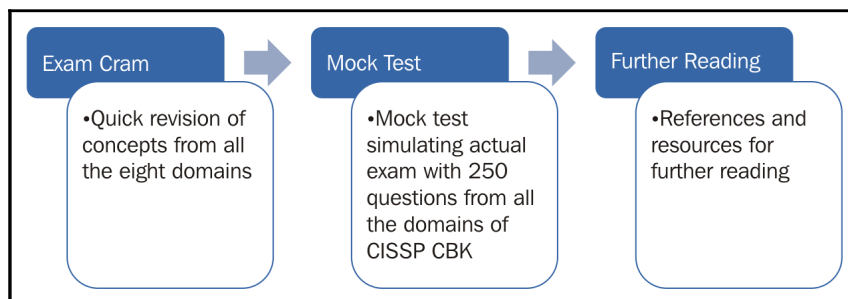 Exam Cram
•Quick revision of
concepts from all
the eight domains
Mock Test
•Mock test
simulating actual
exam with 250
questions from all
the domains of
CISSP CBK
Further Reading
•References and
resources for
further reading